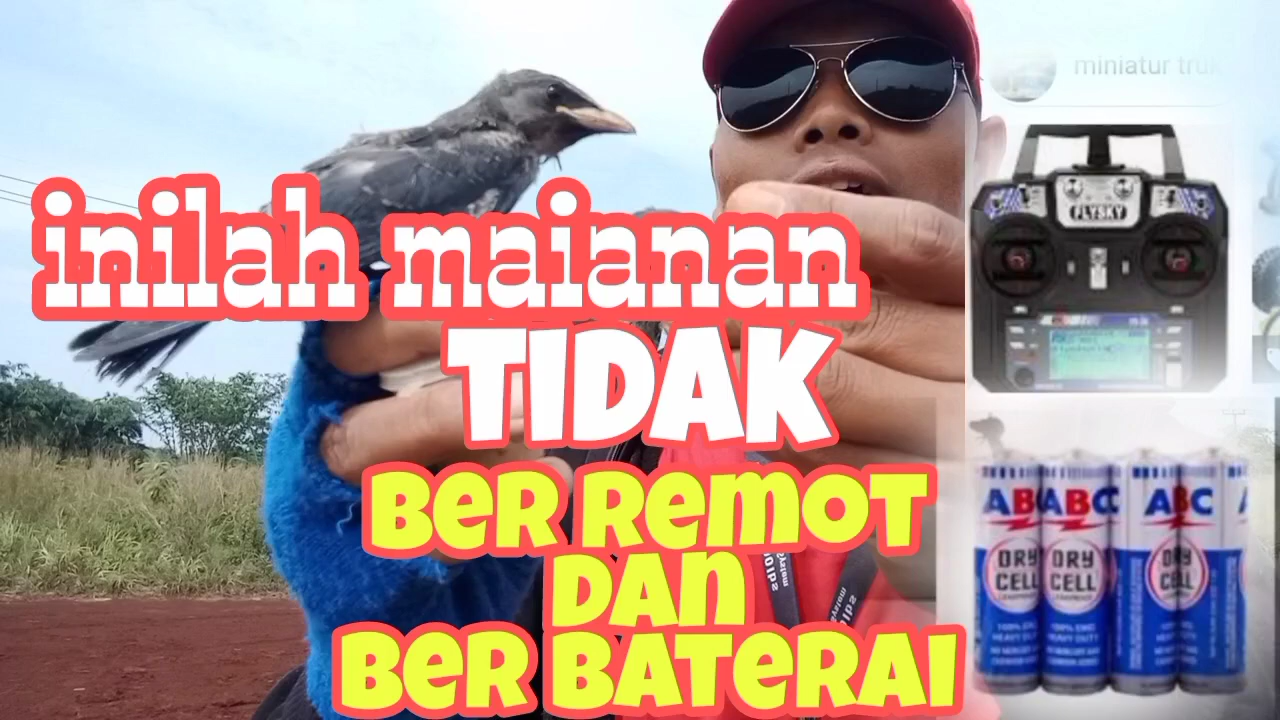 miniatur truk
inilah maianan
TIDAK
Ber remot
Dan
Ber Baterai
FLYSKY
ABC ABC ABC
DRY DRY DRY
CELL CELL CELL